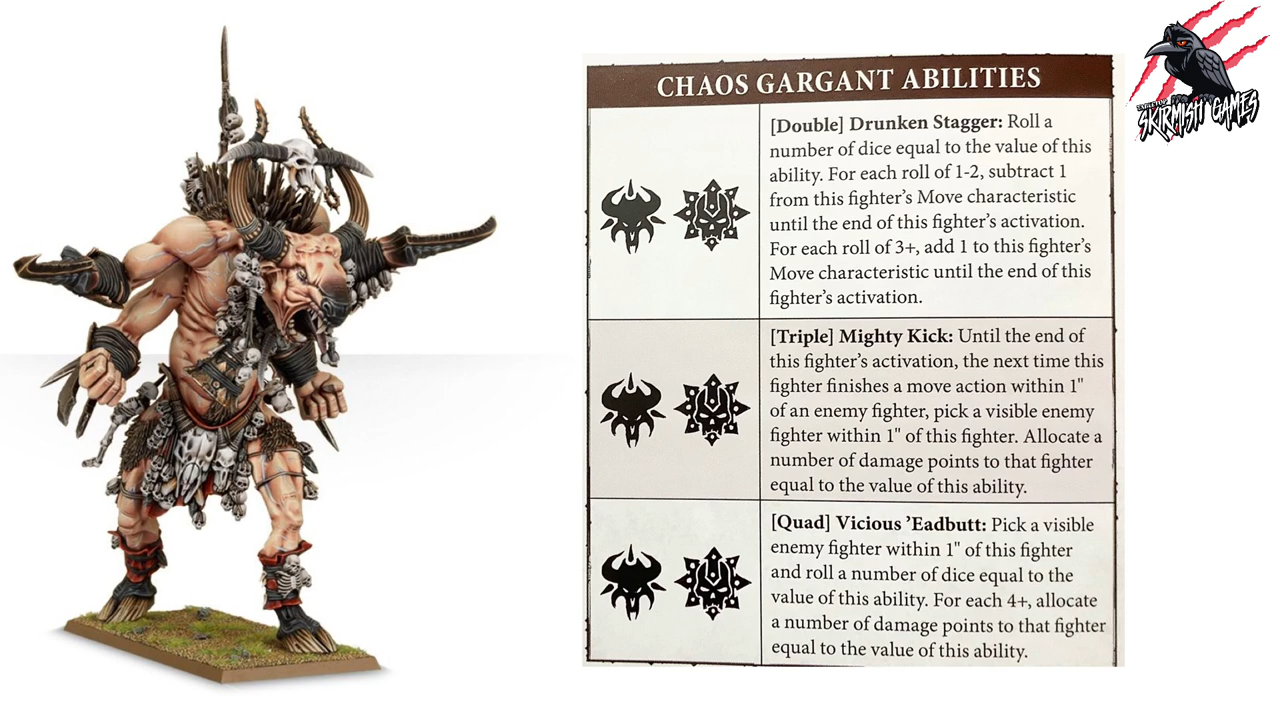 CHAOS GARGANT ABILITIES
[Double] Drunken Stagger: Roll a
number of dice equal to the value of this
ability. For each roll of 1-2, subtract 1
from this fighter's Move characteristic
until the end of this fighter's activation.
For each roll of 3+, add 1 to this fighter's
Move characteristic until the end of this
fighter's activation.
[Triple] Mighty Kick: Until the end of
this fighter's activation, the next time this
fighter finishes a move action within 1"
of an enemy fighter, pick a visible enemy
fighter within 1" of this fighter. Allocate a
number of damage points to that fighter
equal to the value of this ability.
[Quad] Vicious 'Eadbutt: Pick a visible
enemy fighter within 1" of this fighter
and roll a number of dice equal to the
value of this ability. For each 4+, allocate
a number of damage points to that fighter
equal to the value of this ability.
TABLETOP
SKIRMISH GAMES